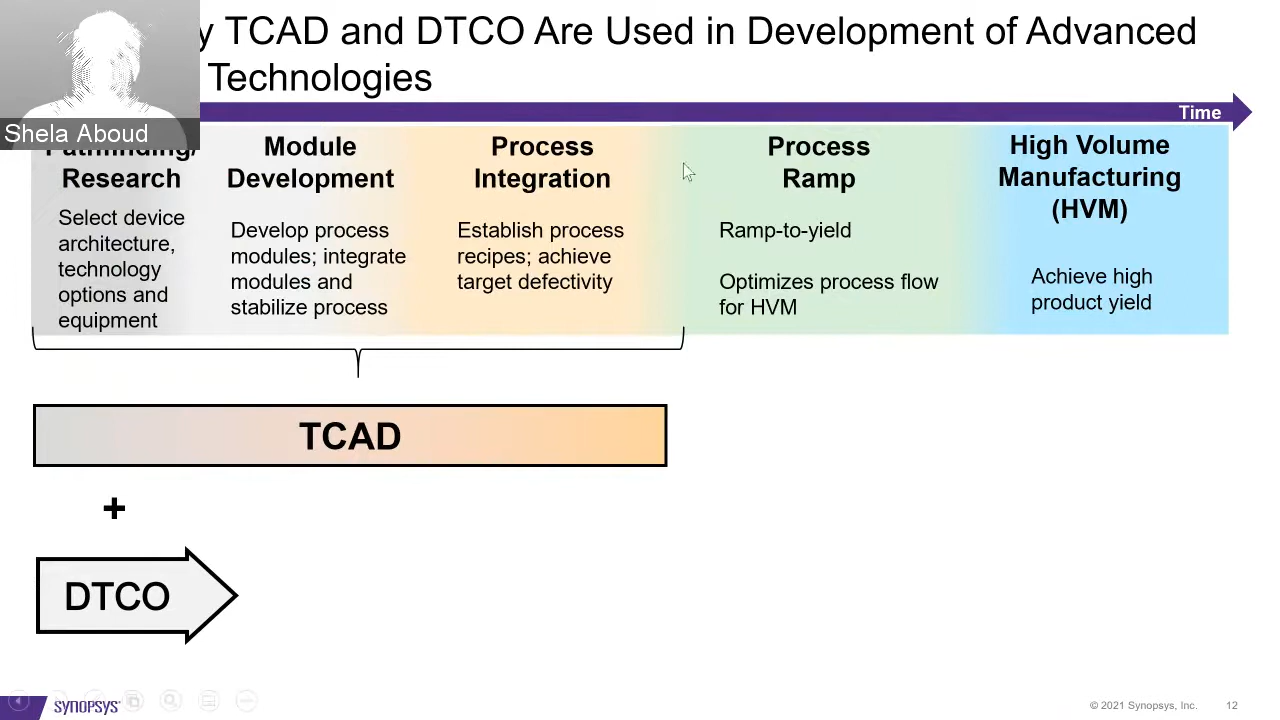 y TCAD and DTCO Are Used in Development of Advanced
Technologies
Time
Shela Aboud
Pathfinding/
Research
Select device
architecture,
technology
options and
equipment
Module
Development
Develop process
modules; integrate
modules and
stabilize process
Process
Integration
Establish process
recipes; achieve
target defectivity
Process
Ramp
Ramp-to-yield
Optimizes process flow
for HVM
High Volume
Manufacturing
(HVM)
Achieve high
product yield
TCAD
+
DTCO
SYNOPSYS
© 2021 Synopsys, Inc.
12